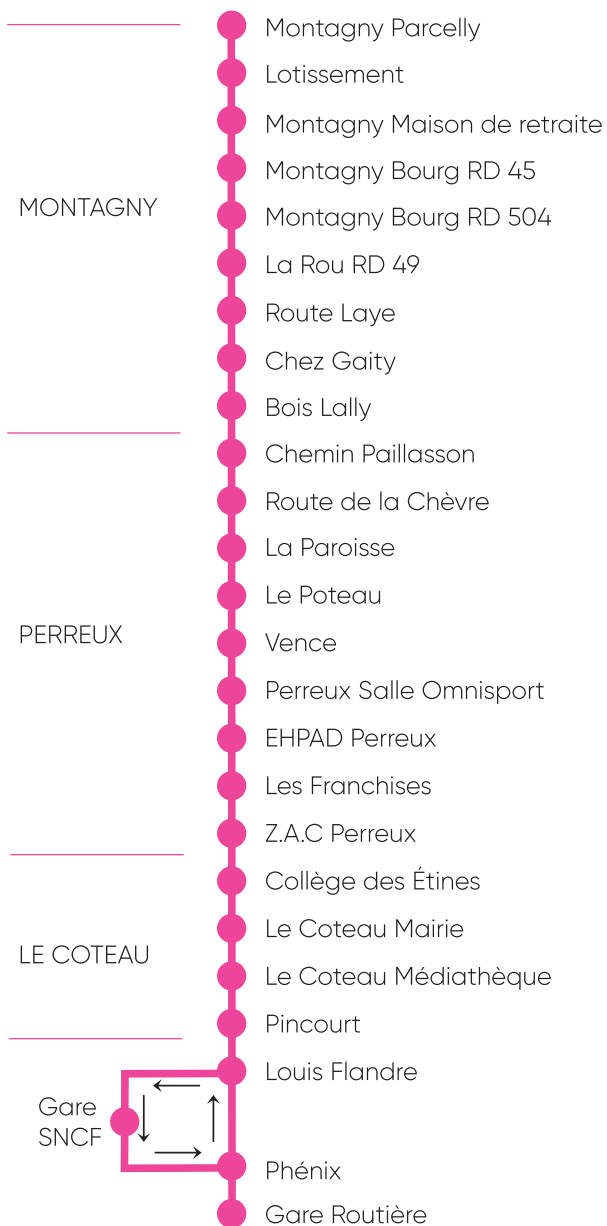 Montagny Parcelly
Lotissement
Montagny Maison de retraite
Montagny Bourg RD 45
MONTAGNY
Montagny Bourg RD 504
La Rou RD 49
Route Laye
Chez Gaity
Bois Lally
Chemin Paillasson
Route de la Chèvre
La Paroisse
Le Poteau
PERREUX
Vence
Perreux Salle Omnisport
EHPAD Perreux
Les Franchises
Z.A.C Perreux
Collège des Étines
Le Coteau Mairie
LE COTEAU
Le Coteau Médiathèque
Pincourt
Louis Flandre
Gare
SNCF
Phénix
Gare Routière